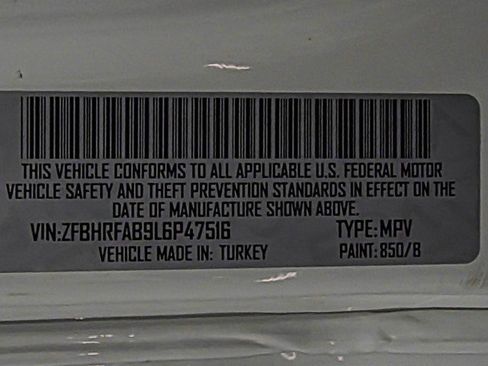 THIS VEHICLE CONFORMS TO ALL APPLICABLE U.S. FEDERAL MOTOR
VEHICLE SAFETY AND THEFT PREVENTION STANDARDS IN EFFECT ON THE
DATE OF MANUFACTURE SHOWN ABOVE.
VIN:ZFBHRFAB9L6P47516 TYPE:MPV
VEHICLE MADE IN: TURKEY PAINT: 850/B